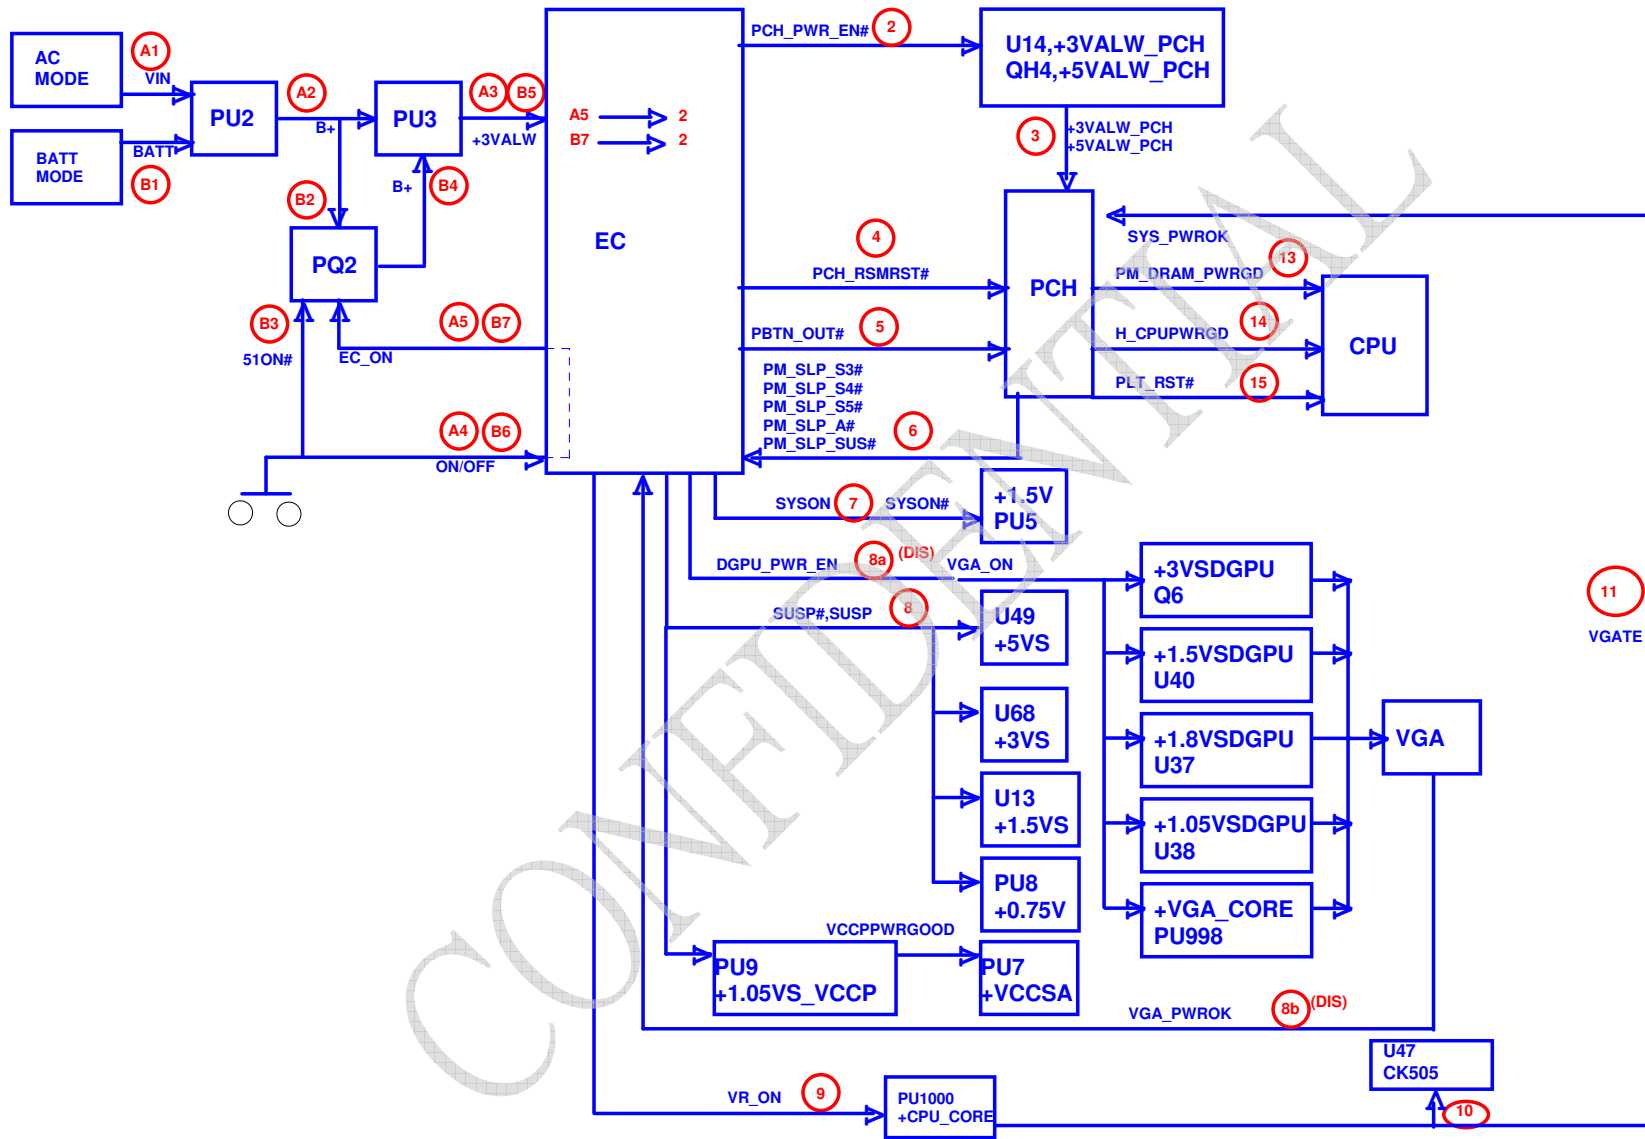 AC
MODE
A1
VIN
BATT
MODE
BATT
B1
PU2
A2
B+
PU3
A3 B5
+3VALW
B2
B+
B4
PQ2
B3
51ON#
A5 B7
EC_ON
A4 B6
ON/OFF
A5 2
B7 2
EC
PCH_PWR_EN# 2
U14,+3VALW_PCH
QH4,+5VALW_PCH
3
+3VALW_PCH
+5VALW_PCH
4
PCH_RSMRST#
PBTN_OUT# 5
PM_SLP_S3#
PM_SLP_S4#
PM_SLP_S5#
PM_SLP_A#
PM_SLP_SUS#
6
PCH
SYS_PWROK
PM_DRAM_PWRGD 13
H_CPUPWRGD 14
PLT_RST# 15
CPU
SYSON 7 SYSON#
+1.5V
PU5
DGPU_PWR_EN 8a (DIS) VGA_ON
SUSP#,SUSP 8
U49
+5VS
U68
+3VS
U13
+1.5VS
PU8
+0.75V
+3VSDGPU
Q6
+1.5VSDGPU
U40
+1.8VSDGPU
U37
+1.05VSDGPU
U38
+VGA_CORE
PU998
VGA
11
VGATE
VCCPPWRGOOD
PU9
+1.05VS_VCCP
PU7
+VCCSA
VGA_PWROK 8b (DIS)
U47
CK505
10
VR_ON 9
PU1000
+CPU_CORE
CONFIDENTIAL